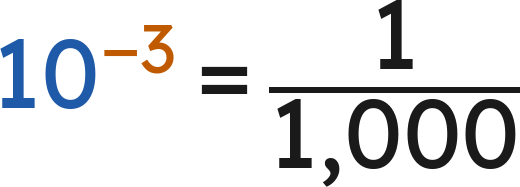 10⁻³ = 1/1,000